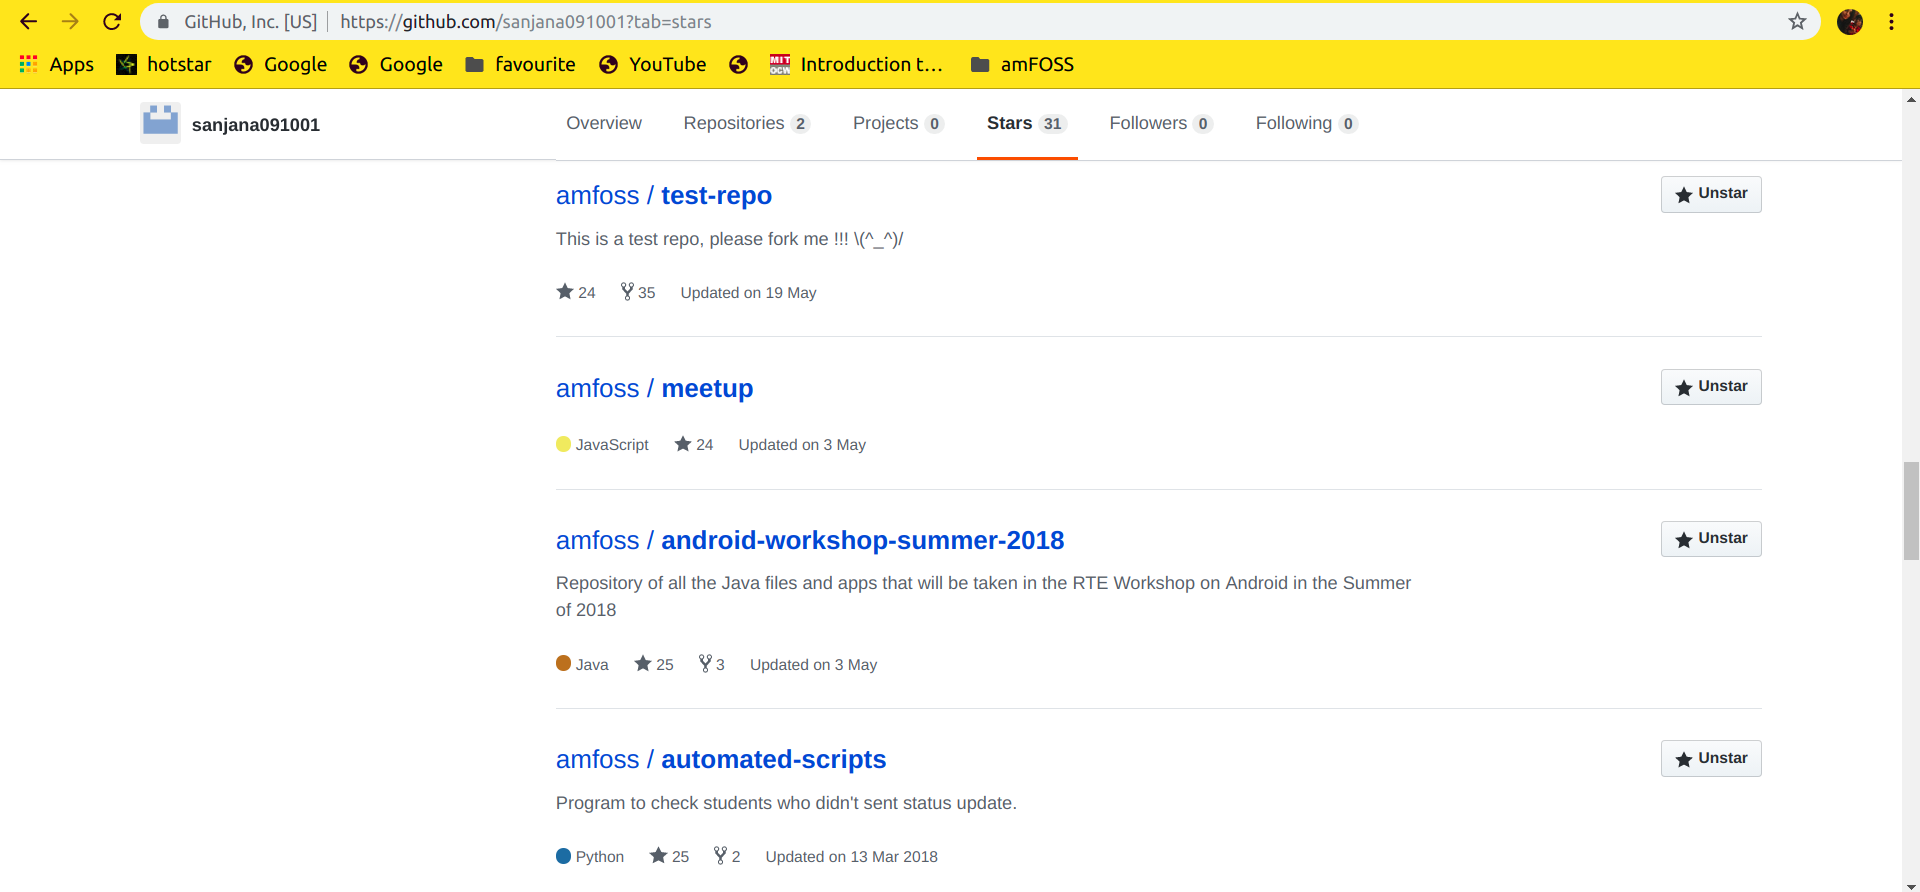 GitHub, Inc. [US] https://github.com/sanjana091001?tab=stars
Apps hotstar Google Google favourite YouTube MIT OCW Introduction t... amFOSS
sanjana091001 Overview Repositories 2 Projects 0 Stars 31 Followers 0 Following 0
amfoss / test-repo Unstar
This is a test repo, please fork me !!! \(^_^)/
24 35 Updated on 19 May
amfoss / meetup Unstar
JavaScript 24 Updated on 3 May
amfoss / android-workshop-summer-2018 Unstar
Repository of all the Java files and apps that will be taken in the RTE Workshop on Android in the Summer
of 2018
Java 25 3 Updated on 3 May
amfoss / automated-scripts Unstar
Program to check students who didn't sent status update.
Python 25 2 Updated on 13 Mar 2018